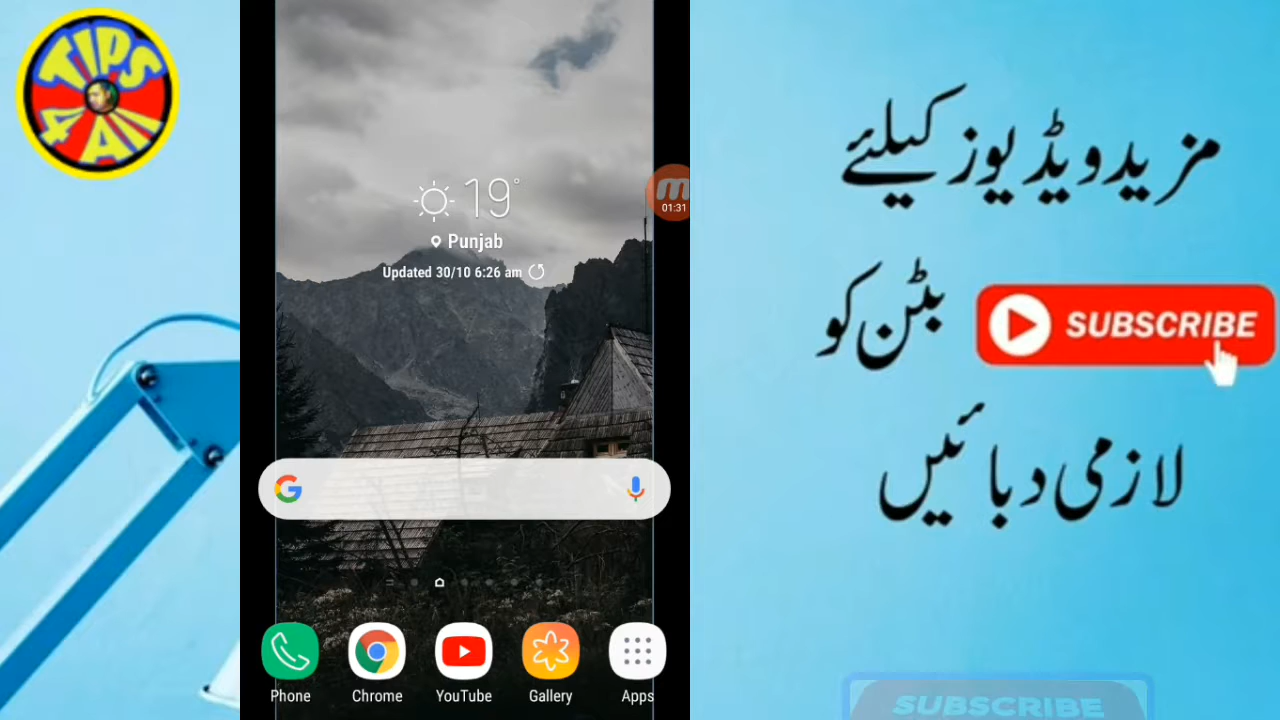 TIPS
4 All
19°
Punjab
Updated 30/10 6:26 am
01:31
Phone
Chrome
YouTube
Gallery
Apps
مزید ویڈیوز کیلئے
SUBSCRIBE بٹن کو
لازمی دبائیں
SUBSCRIBE